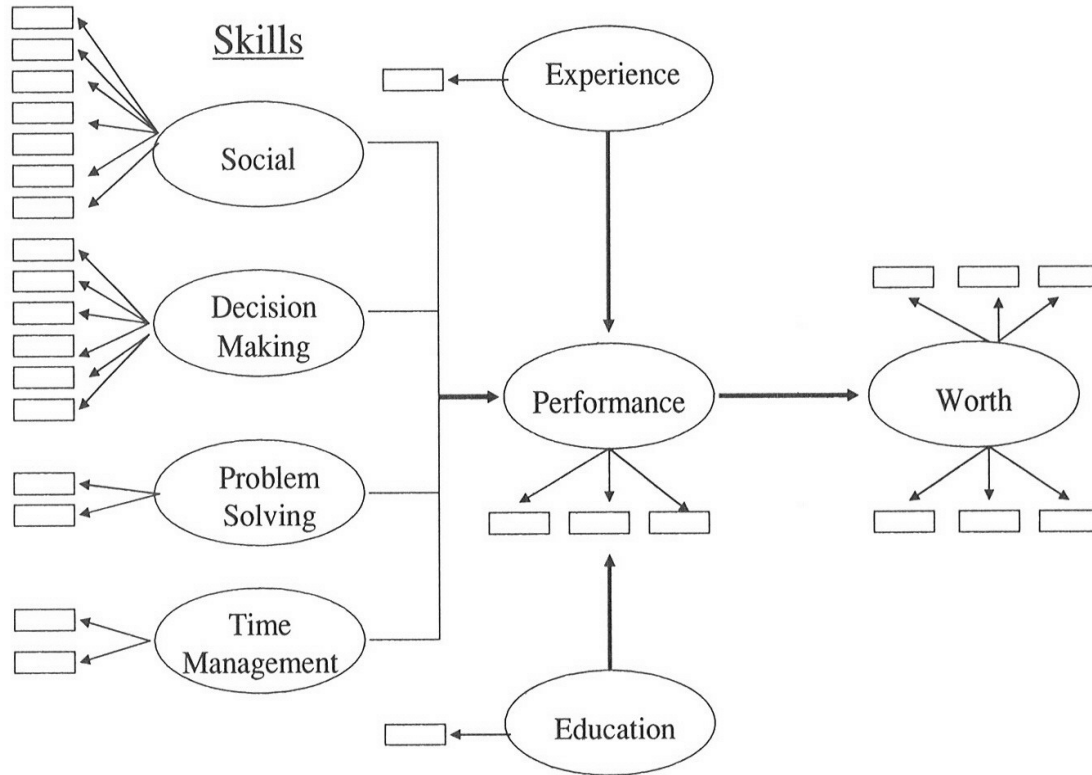 Skills
Experience
Social
Decision
Making
Performance
Worth
Problem
Solving
Time
Management
Education